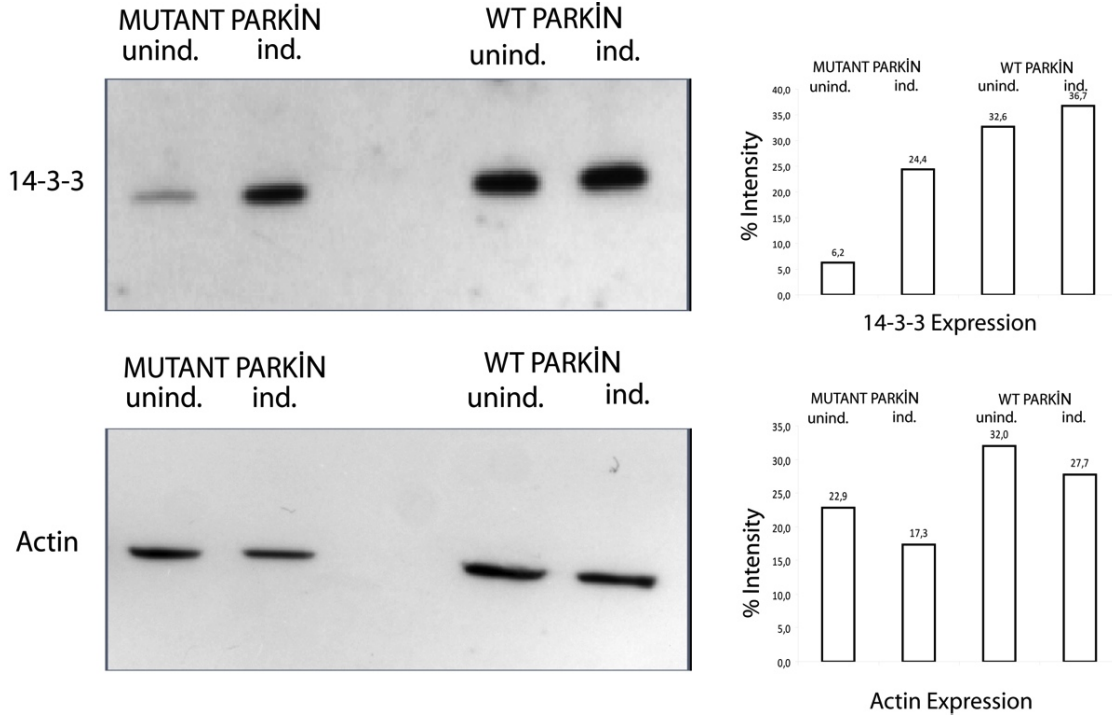 MUTANT PARKİN
unind. ind.
WT PARKİN
unind. ind.
14-3-3
MUTANT PARKİN
unind. ind.
WT PARKİN
unind. ind.
40,0
35,0
30,0
25,0
20,0
15,0
10,0
5,0
0,0
% Intensity
6,2
24,4
32,6
36,7
14-3-3 Expression
MUTANT PARKİN
unind. ind.
WT PARKİN
unind. ind.
Actin
MUTANT PARKİN
unind. ind.
WT PARKİN
unind. ind.
35,0
30,0
25,0
20,0
15,0
10,0
5,0
0,0
% Intensity
22,9
17,3
32,0
27,7
Actin Expression